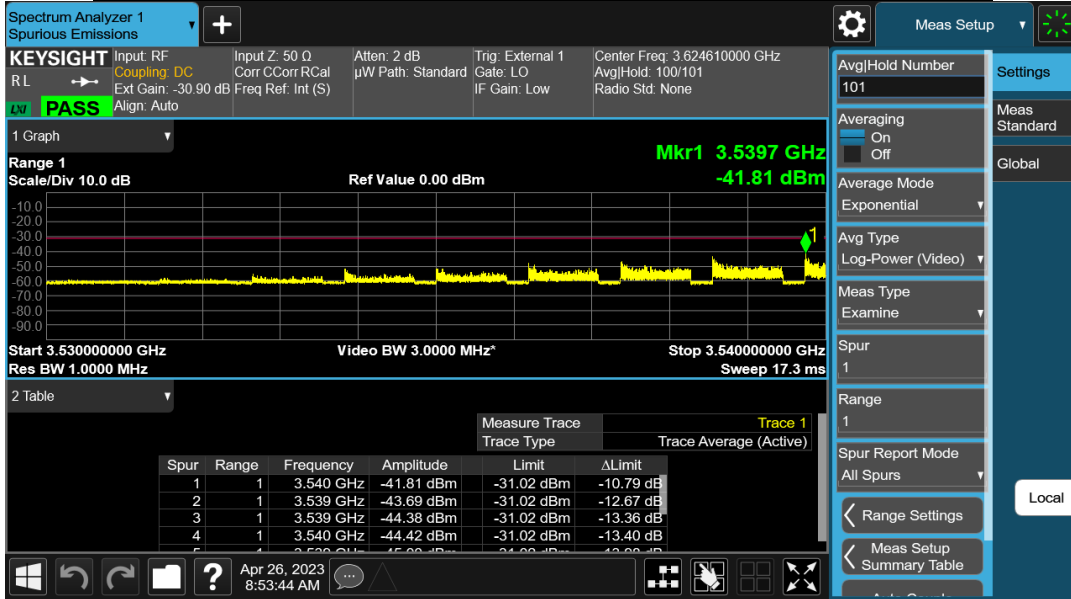 Spectrum Analyzer 1
Spurious Emissions
Meas Setup
KEYSIGHT
R L
LXI PASS
Input: RF
Coupling: DC
Ext Gain: -30.90 dB
Align: Auto
Input Z: 50 Ω
Corr CCorr RCal
Freq Ref: Int (S)
Atten: 2 dB
µW Path: Standard
Trig: External 1
Gate: LO
IF Gain: Low
Center Freq: 3.624610000 GHz
Avg|Hold: 100/101
Radio Std: None
1 Graph
Range 1
Scale/Div 10.0 dB
Ref Value 0.00 dBm
Mkr1 3.5397 GHz
-41.81 dBm
-10.0
-20.0
-30.0
-40.0
-50.0
-60.0
-70.0
-80.0
-90.0
1
Start 3.530000000 GHz
Video BW 3.0000 MHz*
Stop 3.540000000 GHz
Res BW 1.0000 MHz
Sweep 17.3 ms
2 Table
Measure Trace Trace 1
Trace Type Trace Average (Active)
Spur Range Frequency Amplitude Limit ΔLimit
1 1 3.540 GHz -41.81 dBm -31.02 dBm -10.79 dB
2 1 3.539 GHz -43.69 dBm -31.02 dBm -12.67 dB
3 1 3.539 GHz -44.38 dBm -31.02 dBm -13.36 dB
4 1 3.540 GHz -44.42 dBm -31.02 dBm -13.40 dB
Apr 26, 2023
8:53:44 AM
Avg|Hold Number
101
Averaging
On
Off
Average Mode
Exponential
Avg Type
Log-Power (Video)
Meas Type
Examine
Spur
1
Range
1
Spur Report Mode
All Spurs
Range Settings
Meas Setup
Summary Table
Settings
Meas
Standard
Global
Local